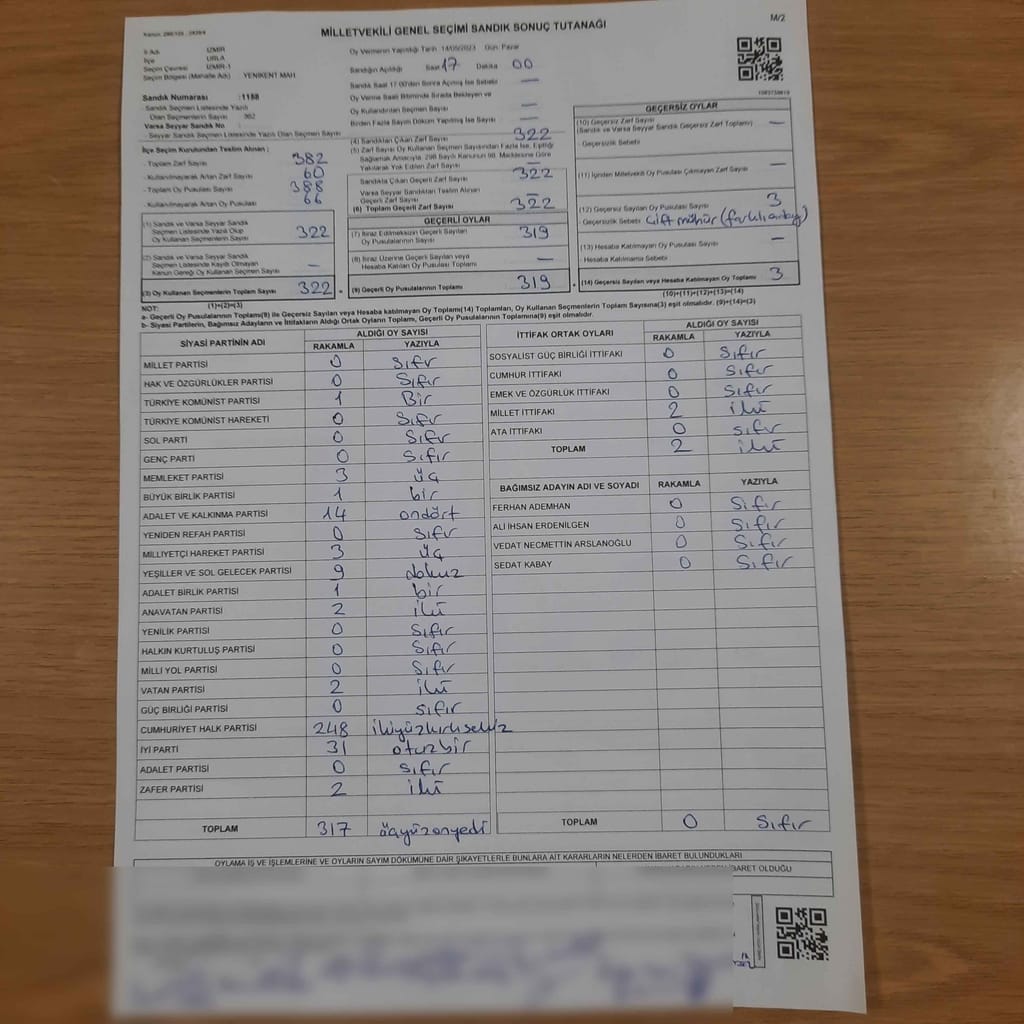 MİLLETVEKİLİ GENEL SEÇİMİ SANDIK SONUÇ TUTANAĞI
M/2
İl Adı İZMİR
İlçe URLA
Seçim Çevresi İZMİR-1
Seçim Bölgesi (Mahalle Adı) YENİKENT MAH
Oy Vermenin Yapıldığı Tarih 14/05/2023 Gün: Pazar
Sandığın Açıldığı Saat 17 Dakika 00
Sandık Saat 17:00'den Sonra Açılmış İse Sebebi —
Oy Verme Saati Bitiminde Sırada Bekleyen ve
Oy Kullandırılan Seçmen Sayısı —
Birden Fazla Sayım Döküm Yapılmış İse Sayısı —
Sandık Numarası : 1158
Sandık Seçmen Listesinde Yazılı
Olan Seçmenlerin Sayısı 362
Varsa Seyyar Sandık No
Seyyar Sandık Seçmen Listesinde Yazılı Olan Seçmen Sayısı
İlçe Seçim Kurulundan Teslim Alınan ;
- Toplam Zarf Sayısı 382
- Kullanılmayarak Artan Zarf Sayısı 60
- Toplam Oy Pusulası Sayısı 388
- Kullanılmayarak Artan Oy Pusulası 66
(1) Sandık ve Varsa Seyyar Sandık
Seçmen Listesinde Yazılı Olup
Oy Kullanan Seçmenlerin Sayısı 322
(2) Sandık ve Varsa Seyyar Sandık
Seçmen Listesinde Kayıtlı Olmayan
Kanun Gereği Oy Kullanan Seçmen Sayısı —
(3) Oy Kullanan Seçmenlerin Toplam Sayısı 322
(1)+(2)=(3)
(4) Sandıktan Çıkan Zarf Sayısı 322
(5) Zarf Sayısı Oy Kullanan Seçmen Sayısından Fazla İse, Eşitliği
Sağlamak Amacıyla, 298 Sayılı Kanunun 98. Maddesine Göre
Yakılarak Yok Edilen Zarf Sayısı —
Sandıkta Çıkan Geçerli Zarf Sayısı 322
Varsa Seyyar Sandıktan Teslim Alınan
Geçerli Zarf Sayısı —
(6) Toplam Geçerli Zarf Sayısı 322
GEÇERLİ OYLAR
(7) İtiraz Edilmeksizin Geçerli Sayılan
Oy Pusulalarının Sayısı 319
(8) İtiraz Üzerine Geçerli Sayılan veya
Hesaba Katılan Oy Pusulası Toplamı —
(9) Geçerli Oy Pusulalarının Toplamı 319
GEÇERSİZ OYLAR
(10) Geçersiz Zarf Sayısı
(Sandık ve Varsa Seyyar Sandık Geçersiz Zarf Toplamı) —
- Geçersizlik Sebebi
(11) İçinden Milletvekili Oy Pusulası Çıkmayan Zarf Sayısı —
(12) Geçersiz Sayılan Oy Pusulası Sayısı 3
- Geçersizlik Sebebi Çift mühür (farklı aday)
(13) Hesaba Katılmayan Oy Pusulası Sayısı —
Hesaba Katılmama Sebebi
(14) Geçersiz Sayılan veya Hesaba Katılmayan Oy Toplamı 3
(10)+(11)+(12)+(13)=(14)
NOT:
a- Geçerli Oy Pusulalarının Toplamı(9) ile Geçersiz Sayılan veya Hesaba katılmayan Oy Toplamı(14) Toplamları, Oy Kullanan Seçmenlerin Toplam Sayısına(3) eşit olmalıdır. (9)+(14)=(3)
b- Siyasi Partilerin, Bağımsız Adayların ve İttifakların Aldığı Ortak Oyların Toplamı, Geçerli Oy Pusulalarının Toplamına(9) eşit olmalıdır.
SİYASİ PARTİNİN ADI ALDIĞI OY SAYISI
RAKAMLA YAZIYLA
MİLLET PARTİSİ 0 Sıfır
HAK VE ÖZGÜRLÜKLER PARTİSİ 0 Sıfır
TÜRKİYE KOMÜNİST PARTİSİ 1 Bir
TÜRKİYE KOMÜNİST HAREKETİ 0 Sıfır
SOL PARTİ 0 Sıfır
GENÇ PARTİ 0 Sıfır
MEMLEKET PARTİSİ 3 üç
BÜYÜK BİRLİK PARTİSİ 1 bir
ADALET VE KALKINMA PARTİSİ 14 ondört
YENİDEN REFAH PARTİSİ 0 Sıfır
MİLLİYETÇİ HAREKET PARTİSİ 3 üç
YEŞİLLER VE SOL GELECEK PARTİSİ 9 dokuz
ADALET BİRLİK PARTİSİ 1 bir
ANAVATAN PARTİSİ 2 iki
YENİLİK PARTİSİ 0 Sıfır
HALKIN KURTULUŞ PARTİSİ 0 Sıfır
MİLLİ YOL PARTİSİ 0 Sıfır
VATAN PARTİSİ 2 iki
GÜÇ BİRLİĞİ PARTİSİ 0 sıfır
CUMHURİYET HALK PARTİSİ 248 ikiyüzkırksekiz
İYİ PARTİ 31 otuzbir
ADALET PARTİSİ 0 sıfır
ZAFER PARTİSİ 2 iki
TOPLAM 317 üçyüzonyedi
İTTİFAK ORTAK OYLARI ALDIĞI OY SAYISI
RAKAMLA YAZIYLA
SOSYALİST GÜÇ BİRLİĞİ İTTİFAKI 0 Sıfır
CUMHUR İTTİFAKI 0 Sıfır
EMEK VE ÖZGÜRLÜK İTTİFAKI 0 Sıfır
MİLLET İTTİFAKI 2 iki
ATA İTTİFAKI 0 sıfır
TOPLAM 2 iki
BAĞIMSIZ ADAYIN ADI VE SOYADI RAKAMLA YAZIYLA
FERHAN ADEMHAN 0 Sıfır
ALİ İHSAN ERDENİLGEN 0 Sıfır
VEDAT NECMETTİN ARSLANOĞLU 0 Sıfır
SEDAT KABAY 0 Sıfır
TOPLAM 0 Sıfır
OYLAMA İŞ VE İŞLEMLERİNE VE OYLARIN SAYIM DÖKÜMÜNE DAİR ŞİKAYETLERLE BUNLARA AİT KARARLARIN NELERDEN İBARET BULUNDUKLARI
İBARET OLDUĞU